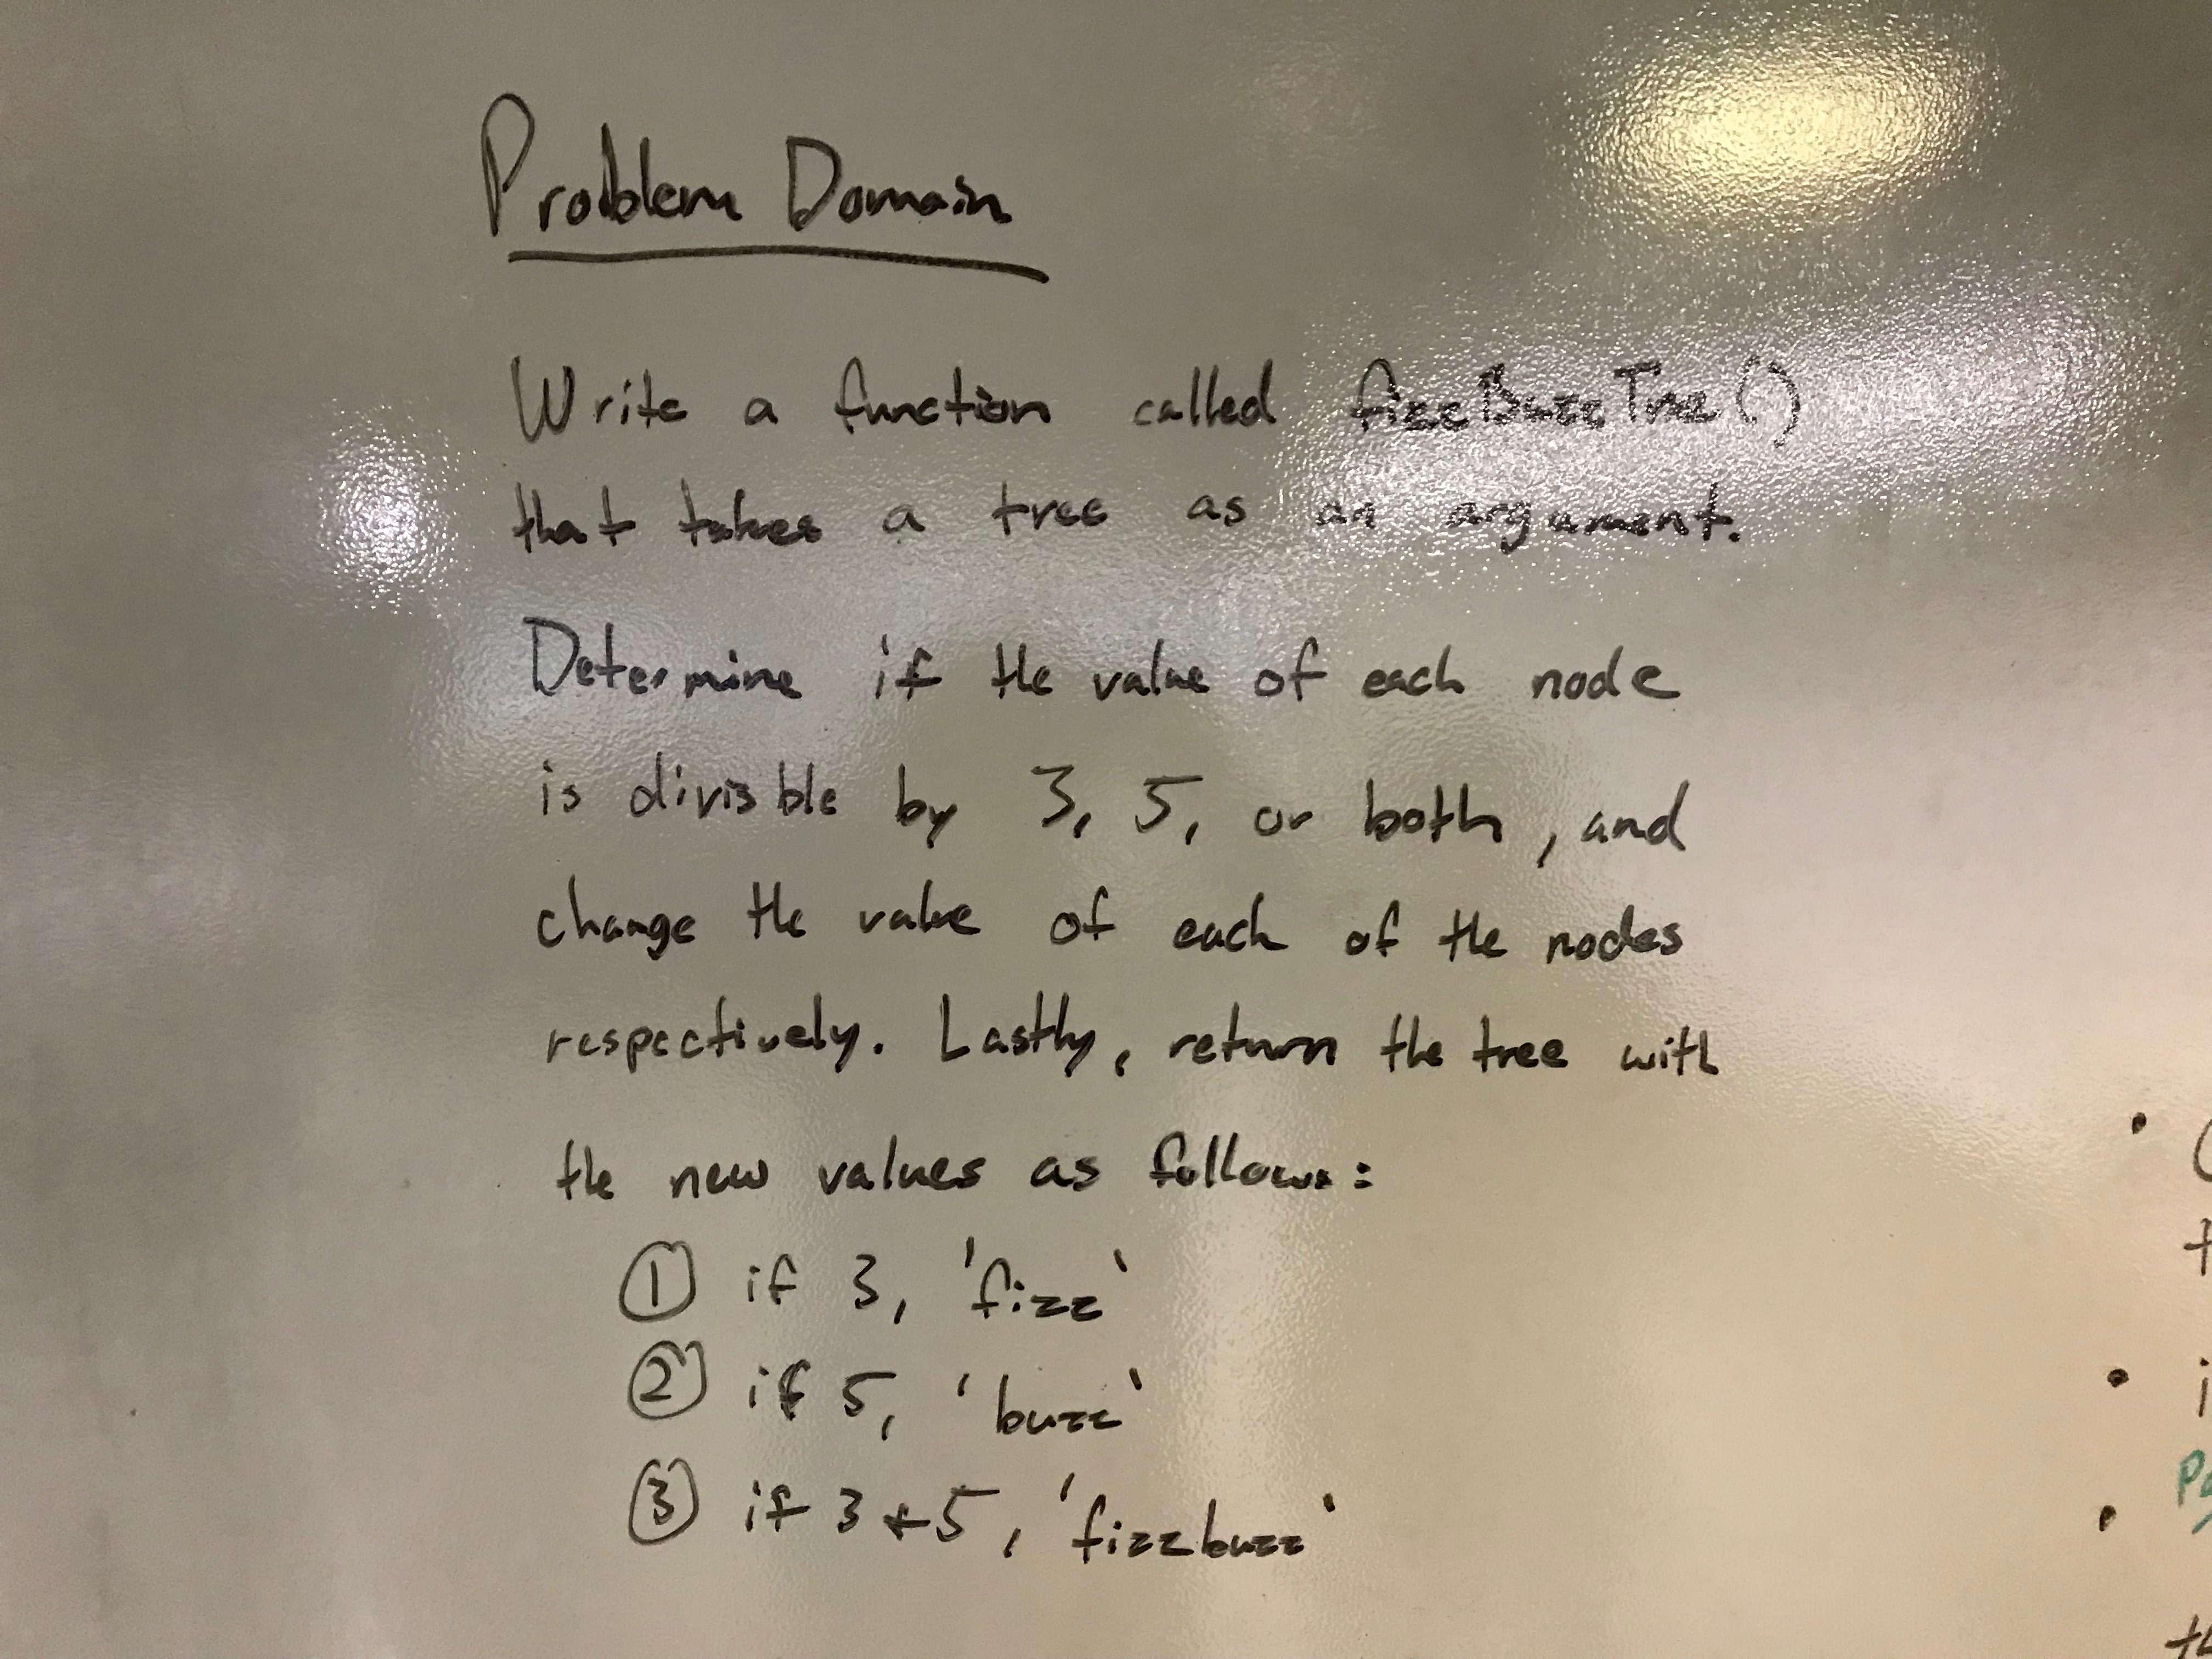 Problem Domain
Write a function called fizzBuzzTree()
that takes a tree as an argument.
Determine if the value of each node
is divisble by 3, 5, or both, and
change the value of each of the nodes
respectively. Lastly, return the tree with
the new values as follows:
① if 3, 'fizz'
② if 5, 'buzz'
③ if 3 + 5, 'fizzbuzz'